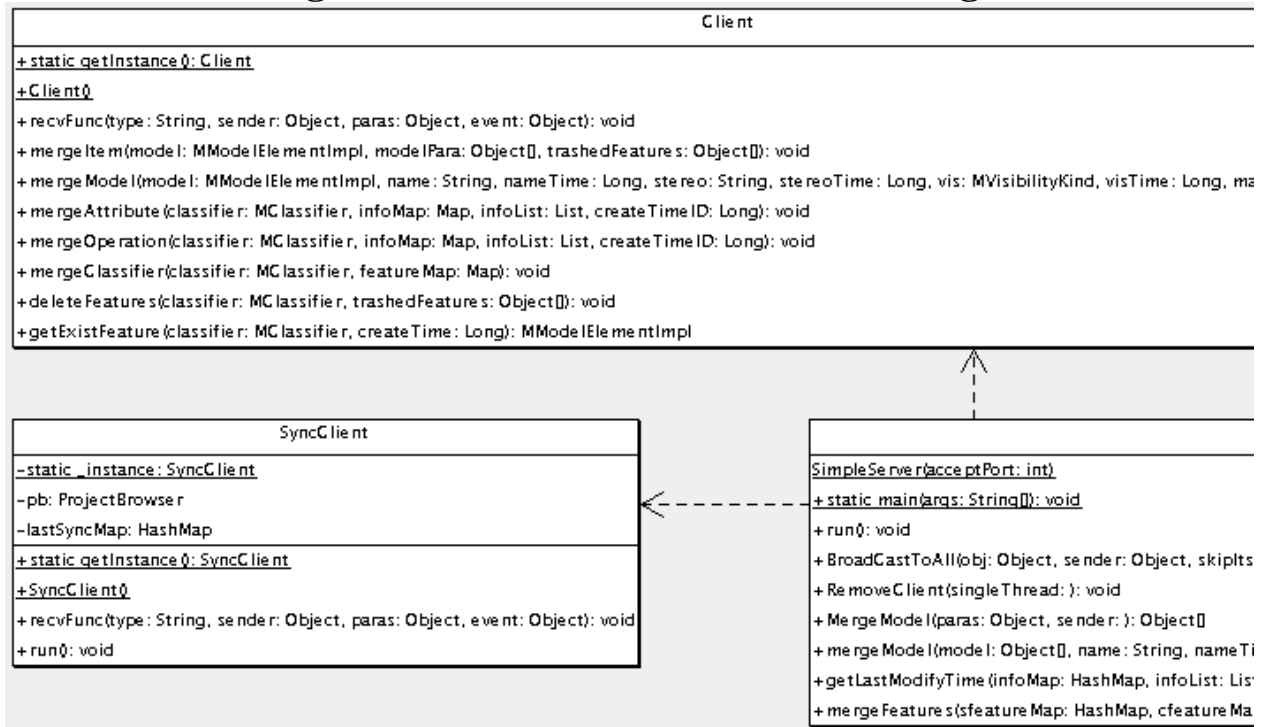 Client
+static getInstance(): Client
+Client()
+recvFunc(type: String, sender: Object, paras: Object, event: Object): void
+mergeItem(model: MModelElementImpl, modelPara: Object[], trashedFeatures: Object[]): void
+mergeModel(model: MModelElementImpl, name: String, nameTime: Long, stereo: String, stereoTime: Long, vis: MVisibilityKind, visTime: Long, ma
+mergeAttribute(classifier: MClassifier, infoMap: Map, infoList: List, createTimeID: Long): void
+mergeOperation(classifier: MClassifier, infoMap: Map, infoList: List, createTimeID: Long): void
+mergeClassifier(classifier: MClassifier, featureMap: Map): void
+deleteFeatures(classifier: MClassifier, trashedFeatures: Object[]): void
+getExistFeature(classifier: MClassifier, createTime: Long): MModelElementImpl
SyncClient
-static _instance: SyncClient
-pb: ProjectBrowser
-lastSyncMap: HashMap
+static getInstance(): SyncClient
+SyncClient()
+recvFunc(type: String, sender: Object, paras: Object, event: Object): void
+run(): void
SimpleServer(acceptPort: int)
+static main(args: String[]): void
+run(): void
+BroadCastToAll(obj: Object, sender: Object, skipIts
+RemoveClient(singleThread: ): void
+MergeModel(paras: Object, sender: ): Object[]
+mergeModel(model: Object[], name: String, nameTi
+getLastModifyTime(infoMap: HashMap, infoList: Lis
+mergeFeatures(sfeatureMap: HashMap, cfeatureMa